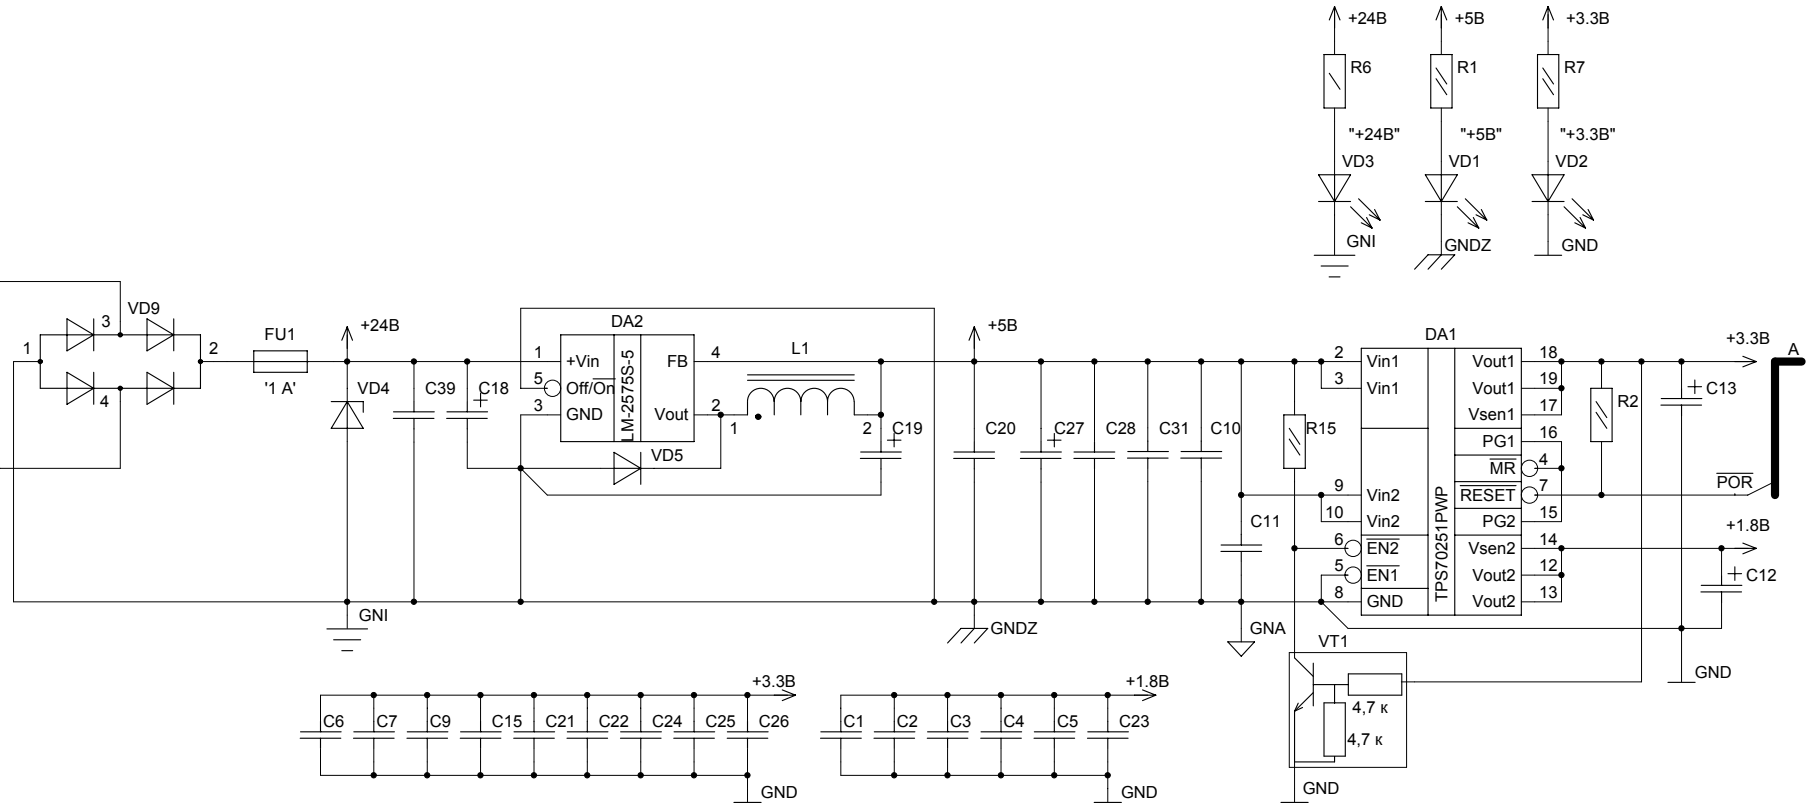 +24В +5В +3.3В
R6 R1 R7
"+24В" "+5В" "+3.3В"
VD3 VD1 VD2
GNI GNDZ GND
VD9
3
1
2
4
FU1
'1 А'
+24В
VD4
C39
+ C18
DA2
1 +Vin
5 Off/On
3 GND
LM-2575S-5
FB 4
Vout 2
VD5
L1
1
2
+ C19
+5В
C20
+ C27
C28
C31
C10
C11
R15
DA1
2 Vin1
3 Vin1
9 Vin2
10 Vin2
6 EN2
5 EN1
8 GND
TPS70251PWP
Vout1 18
Vout1 19
Vsen1 17
PG1 16
MR 4
RESET 7
PG2 15
Vsen2 14
Vout2 12
Vout2 13
R2
+3.3В
A
+ C13
POR
+1.8В
+ C12
GNI
GNDZ
GNA
VT1
GND
4,7 к
4,7 к
GND
+3.3В
C6 C7 C9 C15 C21 C22 C24 C25 C26
GND
+1.8В
C1 C2 C3 C4 C5 C23
GND